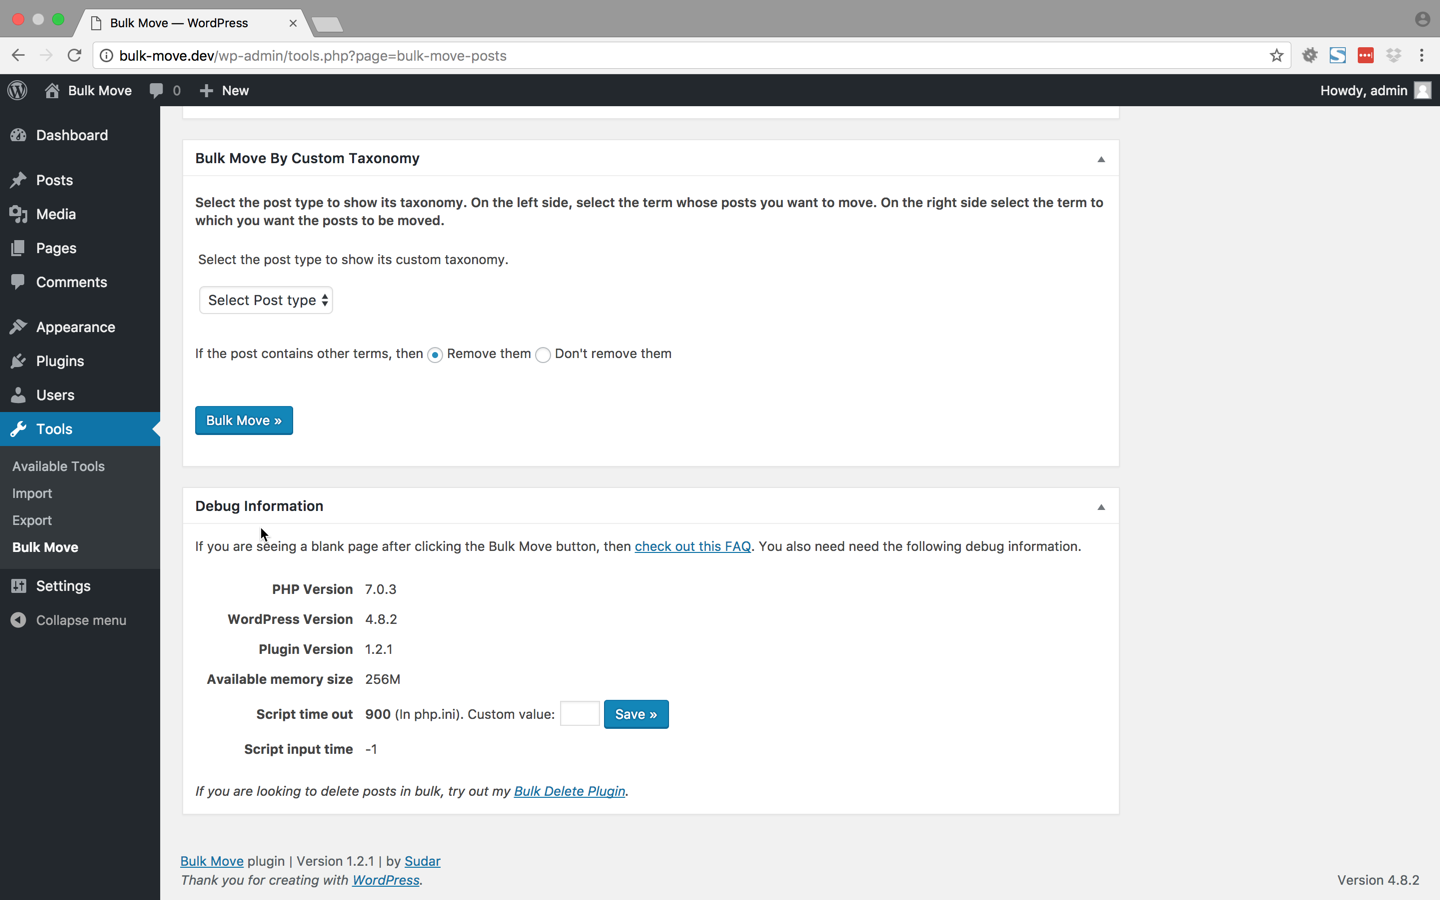 Bulk Move — WordPress
bulk-move.dev/wp-admin/tools.php?page=bulk-move-posts
Bulk Move 0 New Howdy, admin
Dashboard
Posts
Media
Pages
Comments
Appearance
Plugins
Users
Tools
Available Tools
Import
Export
Bulk Move
Settings
Collapse menu
Bulk Move By Custom Taxonomy
Select the post type to show its taxonomy. On the left side, select the term whose posts you want to move. On the right side select the term to
which you want the posts to be moved.
Select the post type to show its custom taxonomy.
Select Post type
If the post contains other terms, then Remove them Don't remove them
Bulk Move »
Debug Information
If you are seeing a blank page after clicking the Bulk Move button, then check out this FAQ. You also need need the following debug information.
PHP Version 7.0.3
WordPress Version 4.8.2
Plugin Version 1.2.1
Available memory size 256M
Script time out 900 (In php.ini). Custom value: Save »
Script input time -1
If you are looking to delete posts in bulk, try out my Bulk Delete Plugin.
Bulk Move plugin | Version 1.2.1 | by Sudar
Thank you for creating with WordPress.
Version 4.8.2